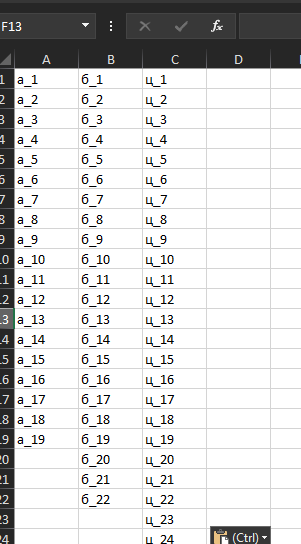 F13 fx
A B C D
1 а_1 б_1 ц_1
2 а_2 б_2 ц_2
3 а_3 б_3 ц_3
4 а_4 б_4 ц_4
5 а_5 б_5 ц_5
6 а_6 б_6 ц_6
7 а_7 б_7 ц_7
8 а_8 б_8 ц_8
9 а_9 б_9 ц_9
10 а_10 б_10 ц_10
11 а_11 б_11 ц_11
12 а_12 б_12 ц_12
13 а_13 б_13 ц_13
14 а_14 б_14 ц_14
15 а_15 б_15 ц_15
16 а_16 б_16 ц_16
17 а_17 б_17 ц_17
18 а_18 б_18 ц_18
19 а_19 б_19 ц_19
20 б_20 ц_20
21 б_21 ц_21
22 б_22 ц_22
23 ц_23
24 ц_24 (Ctrl)